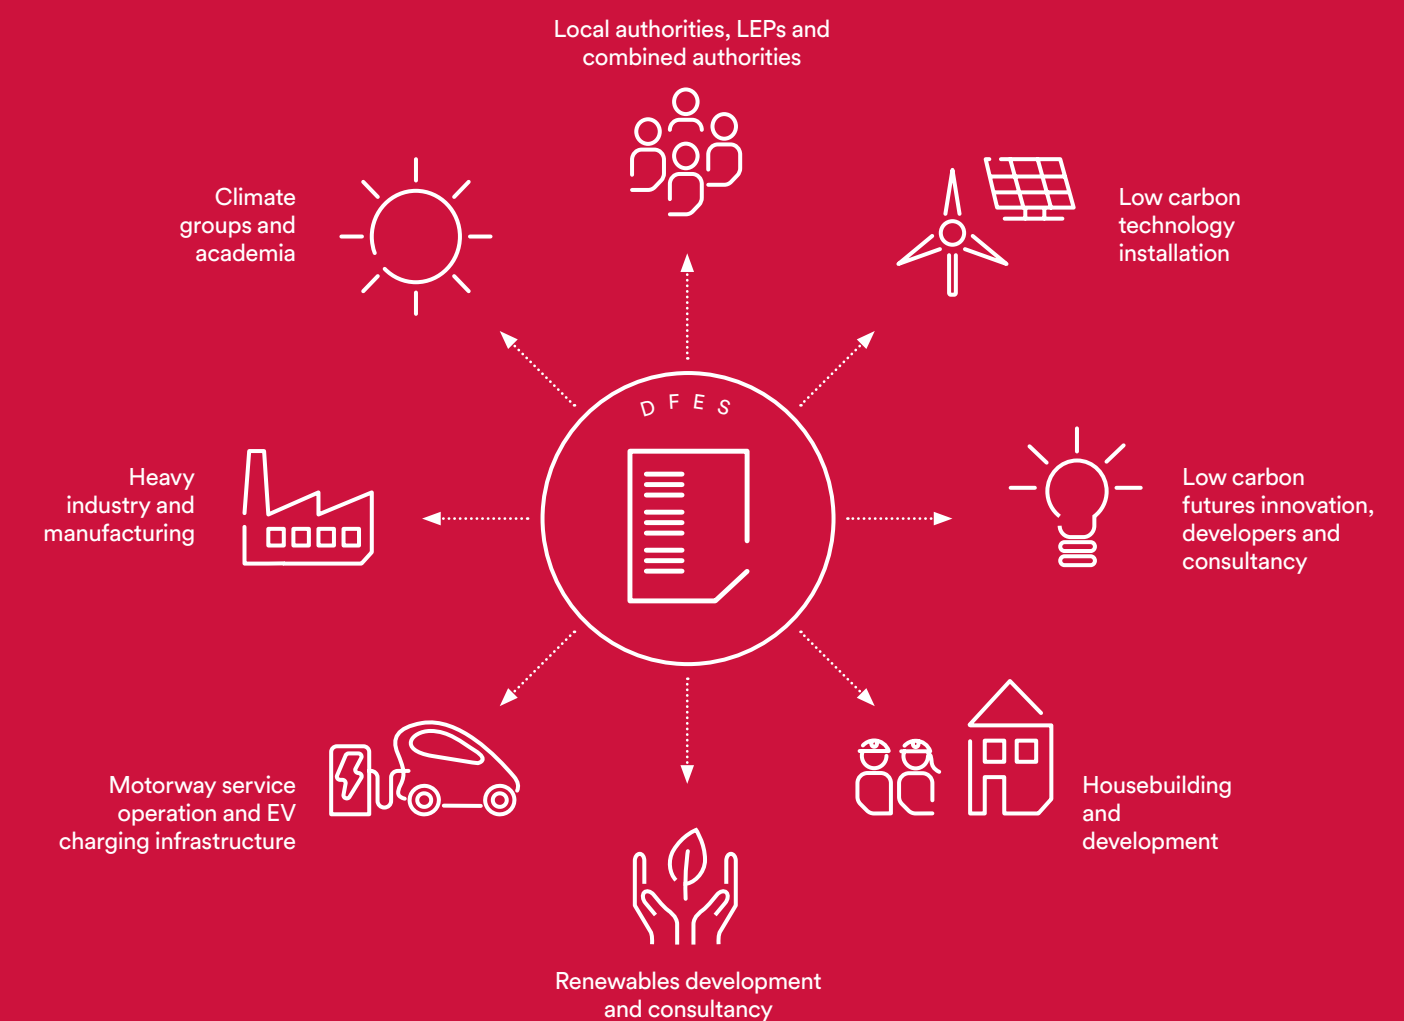 Local authorities, LEPs and
combined authorities
Climate
groups and
academia
Low carbon
technology
installation
DFES
Heavy
industry and
manufacturing
Low carbon
futures innovation,
developers and
consultancy
Motorway service
operation and EV
charging infrastructure
Housebuilding
and
development
Renewables development
and consultancy